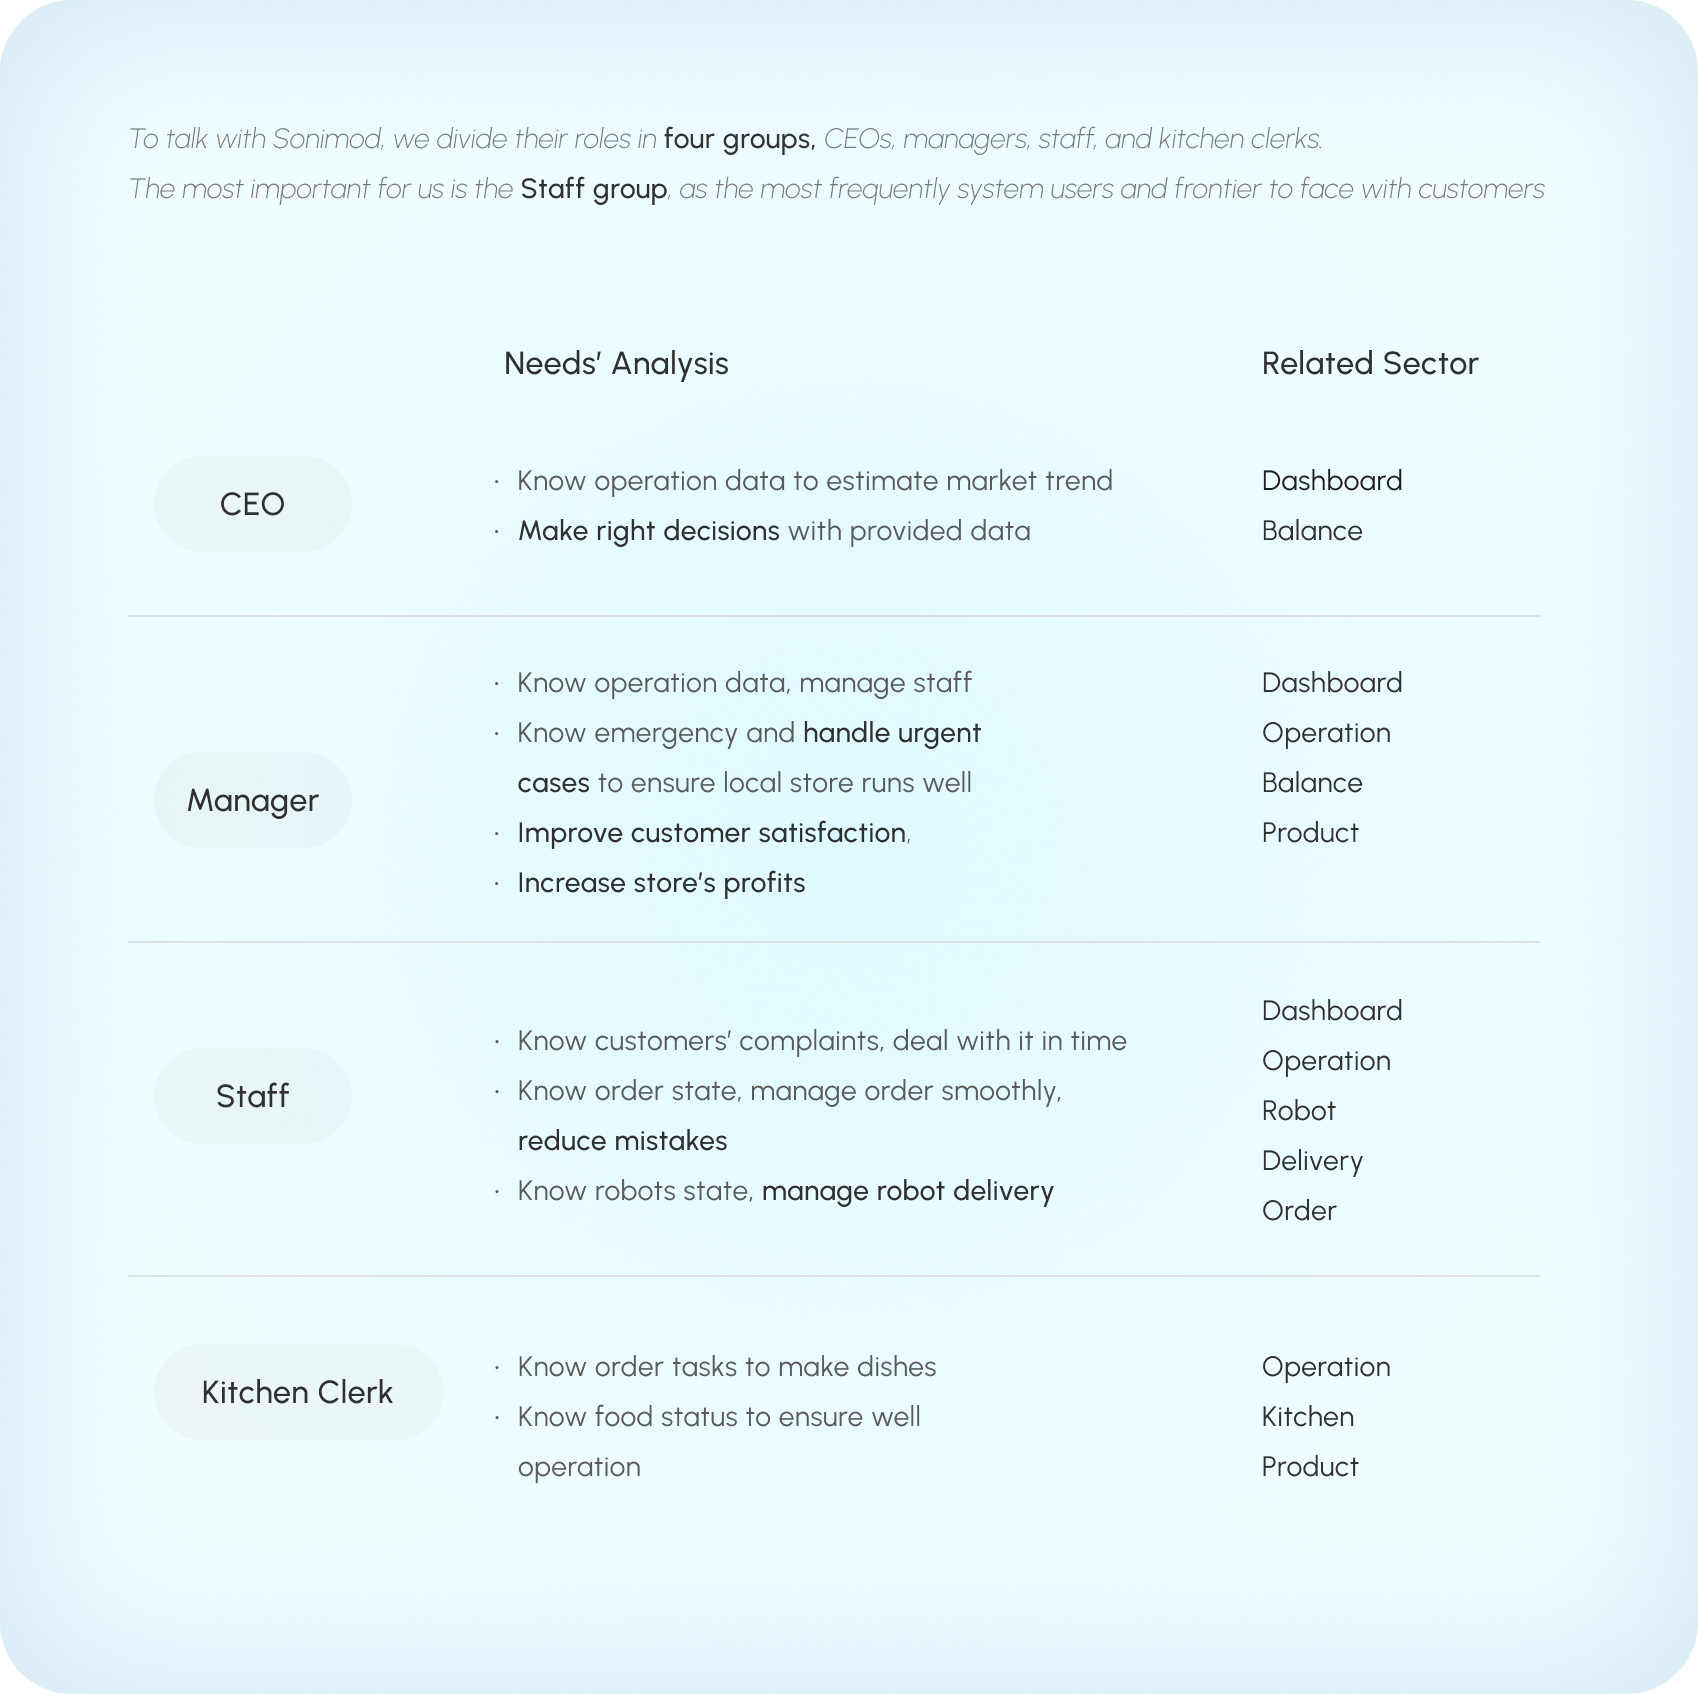 To talk with Sonimod, we divide their roles in four groups, CEOs, managers, staff, and kitchen clerks.
The most important for us is the Staff group, as the most frequently system users and frontier to face with customers
Needs’ Analysis
Related Sector
CEO
· Know operation data to estimate market trend
· Make right decisions with provided data
Dashboard
Balance
Manager
· Know operation data, manage staff
· Know emergency and handle urgent
cases to ensure local store runs well
· Improve customer satisfaction,
· Increase store’s profits
Dashboard
Operation
Balance
Product
Staff
· Know customers’ complaints, deal with it in time
· Know order state, manage order smoothly,
reduce mistakes
· Know robots state, manage robot delivery
Dashboard
Operation
Robot
Delivery
Order
Kitchen Clerk
· Know order tasks to make dishes
· Know food status to ensure well
operation
Operation
Kitchen
Product